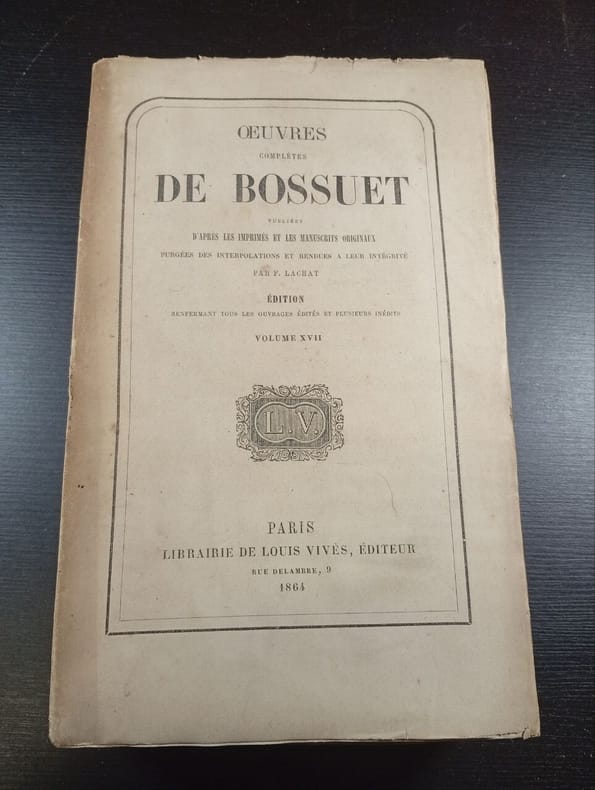 ŒUVRES
COMPLÈTES
DE BOSSUET
PUBLIÉES
D'APRÈS LES IMPRIMÉS ET LES MANUSCRITS ORIGINAUX
PURGÉES DES INTERPOLATIONS ET RENDUES A LEUR INTÉGRITÉ
PAR F. LACHAT
ÉDITION
RENFERMANT TOUS LES OUVRAGES ÉDITÉS ET PLUSIEURS INÉDITS
VOLUME XVII
L. V.
PARIS
LIBRAIRIE DE LOUIS VIVÈS, ÉDITEUR
RUE DELAMBRE, 9
1864